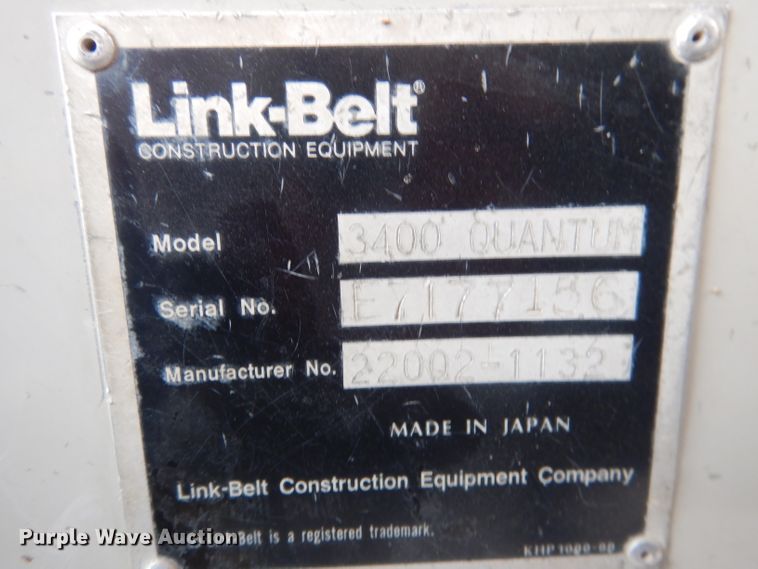 Link-Belt®
CONSTRUCTION EQUIPMENT
Model 3400 QUANTUM
Serial No. E7177136
Manufacturer No. 22002-1132
MADE IN JAPAN
Link-Belt Construction Equipment Company
Belt is a registered trademark.
Purple Wave Auction